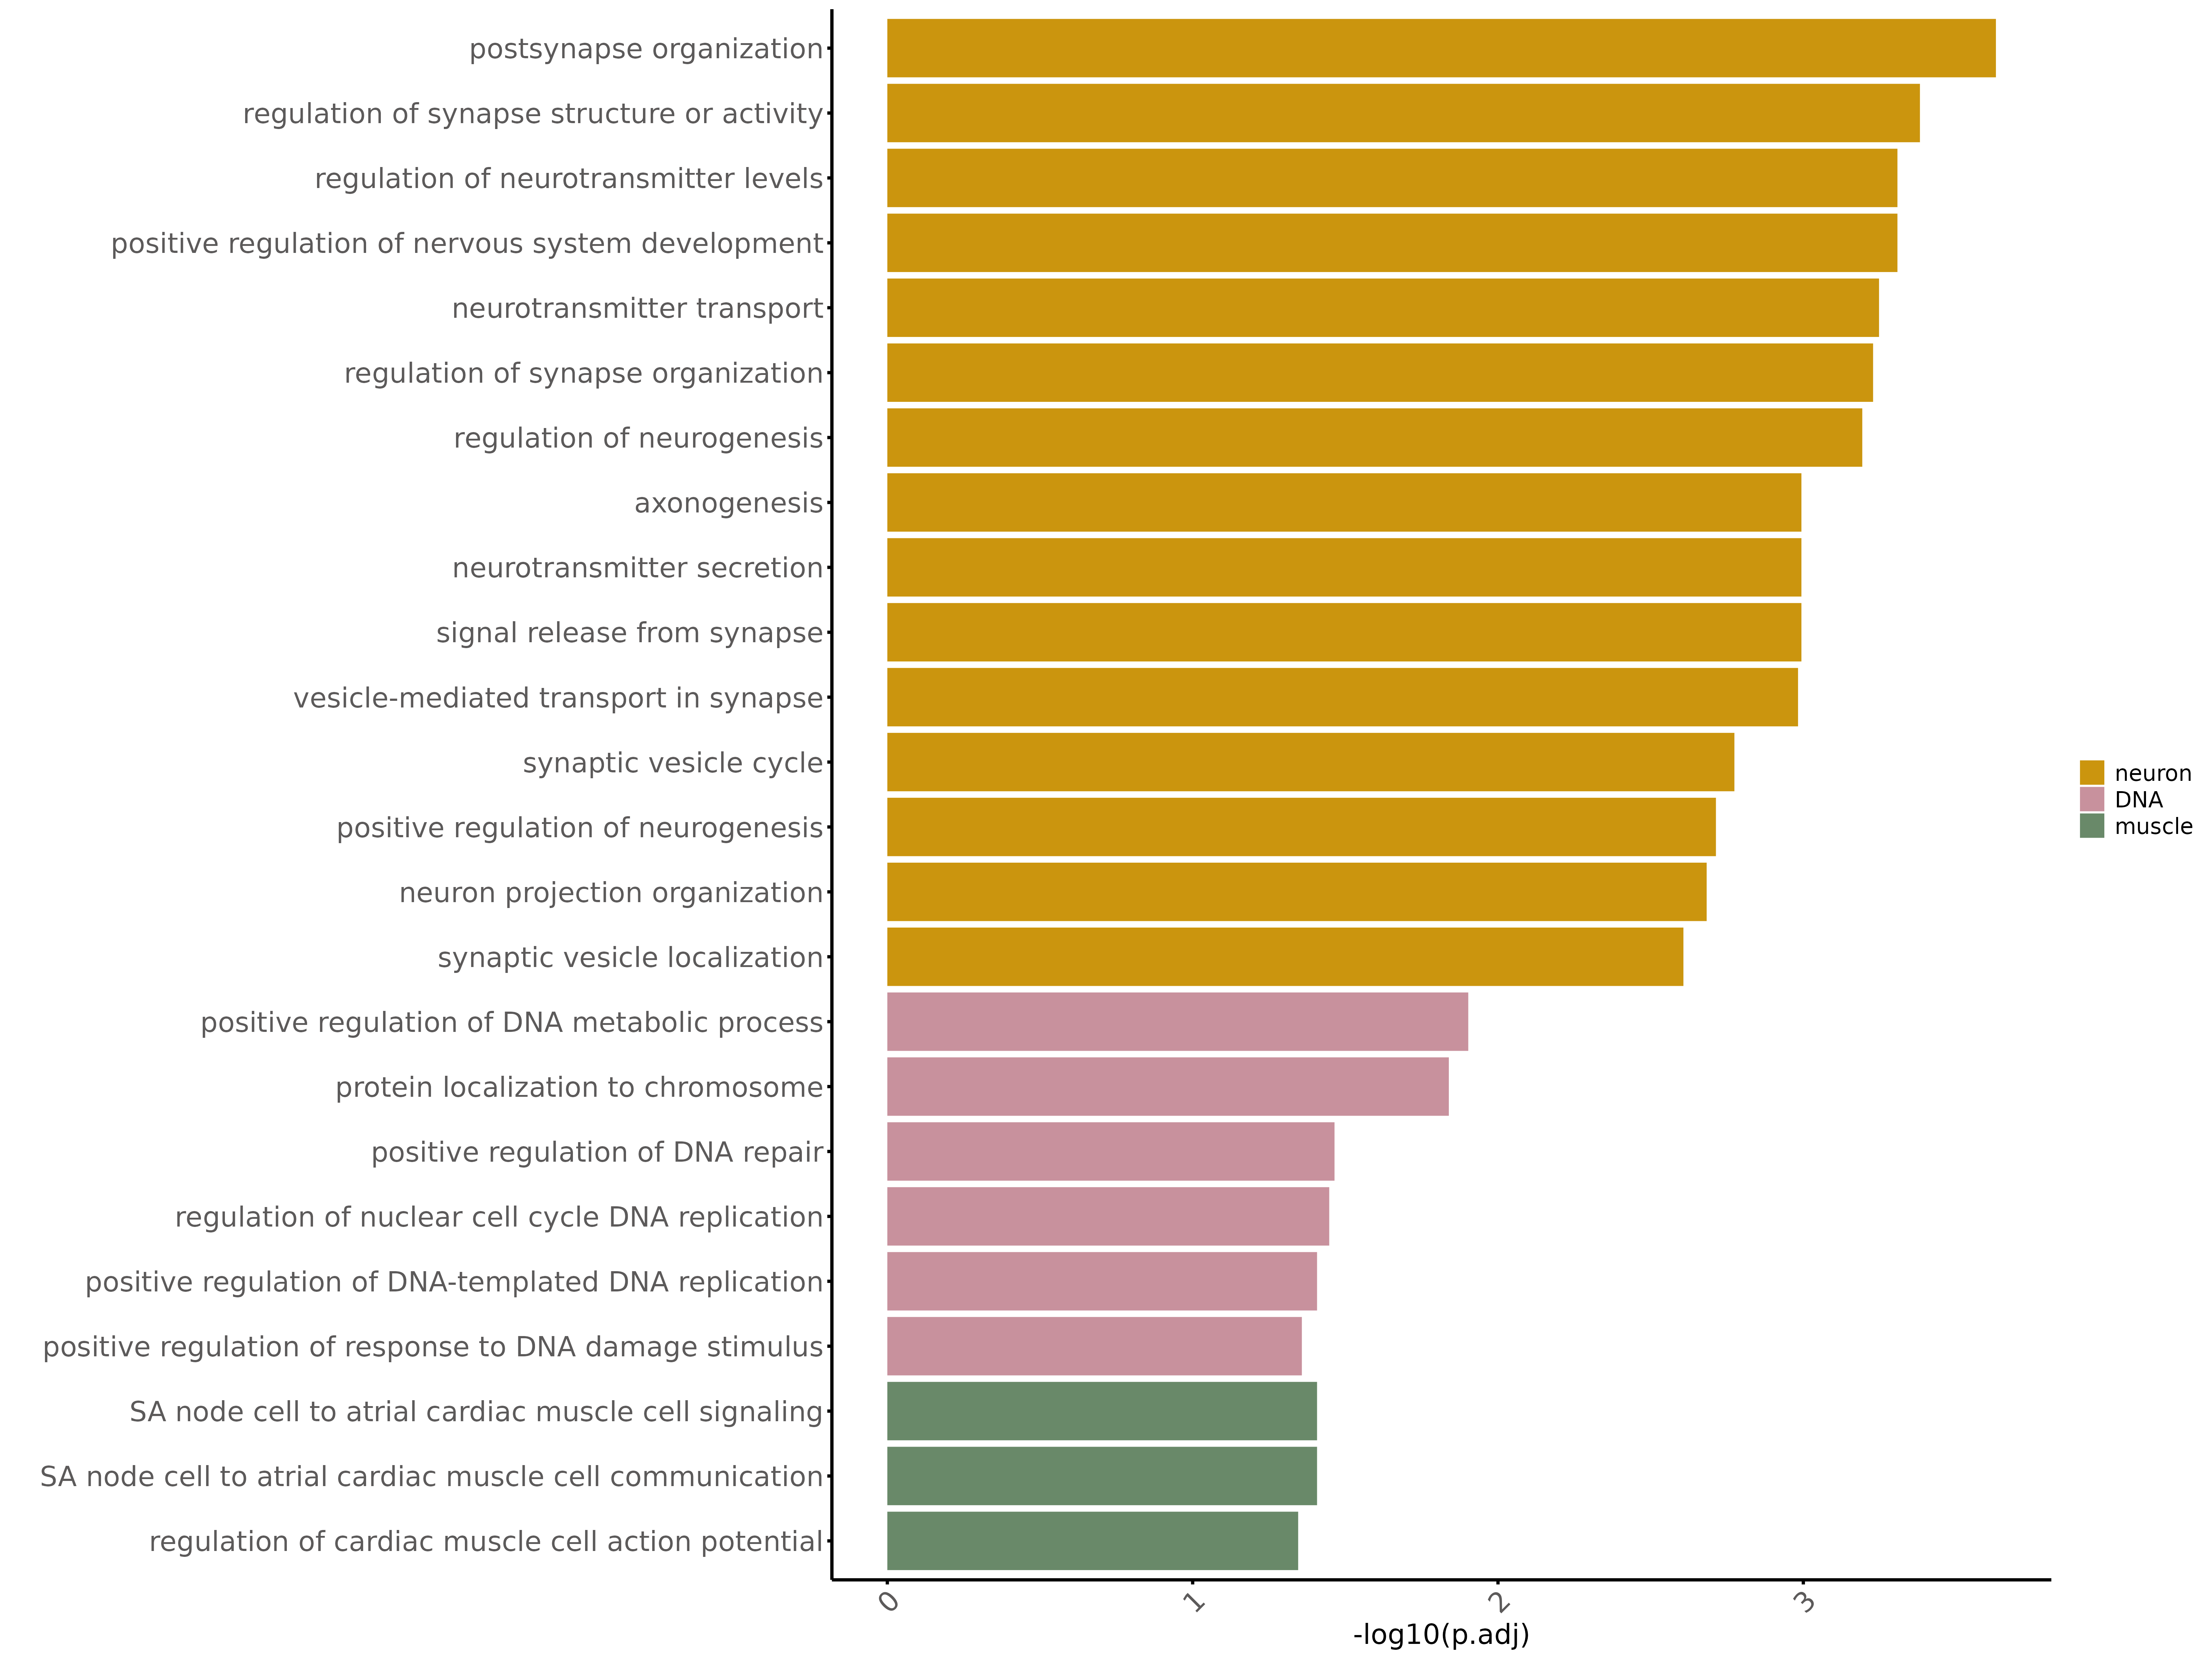 postsynapse organization
regulation of synapse structure or activity
regulation of neurotransmitter levels
positive regulation of nervous system development
neurotransmitter transport
regulation of synapse organization
regulation of neurogenesis
axonogenesis
neurotransmitter secretion
signal release from synapse
vesicle-mediated transport in synapse
synaptic vesicle cycle
positive regulation of neurogenesis
neuron projection organization
synaptic vesicle localization
positive regulation of DNA metabolic process
protein localization to chromosome
positive regulation of DNA repair
regulation of nuclear cell cycle DNA replication
positive regulation of DNA-templated DNA replication
positive regulation of response to DNA damage stimulus
SA node cell to atrial cardiac muscle cell signaling
SA node cell to atrial cardiac muscle cell communication
regulation of cardiac muscle cell action potential
0 1 2 3
-log10(p.adj)
neuron
DNA
muscle